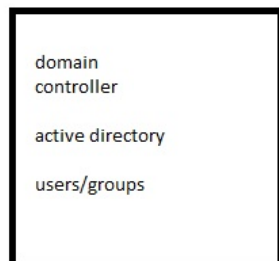 domain
controller
active directory
users/groups